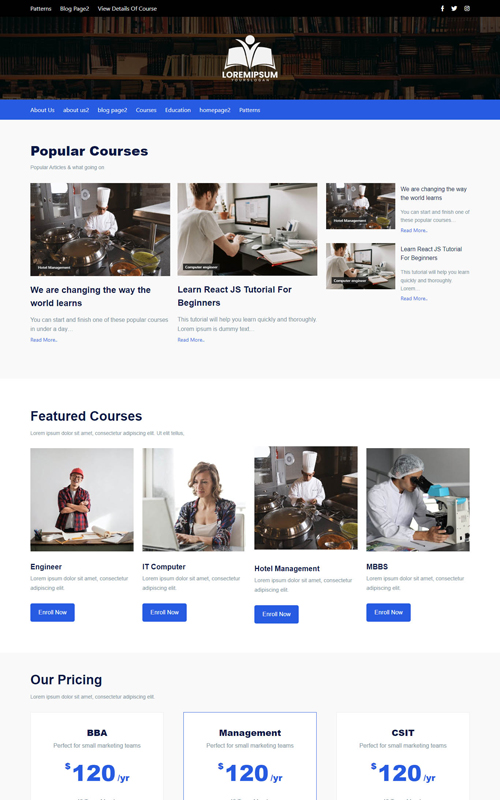 Patterns Blog Page2 View Details Of Course
LOREMIPSUM
YOURSLOGAN
About Us about us2 blog page2 Courses Education homepage2 Patterns
Popular Courses
Popular Articles & what going on
Hotel Management
We are changing the way the
world learns
You can start and finish one of these popular courses
in under a day…
Read More..
Computer engineer
Learn React JS Tutorial For
Beginners
This tutorial will help you learn quickly and thoroughly.
Lorem ipsum is dummy text…
Read More..
Hotel Management
We are changing the way
the world learns
You can start and finish one of
these popular courses…
Read More..
Computer engineer
Learn React JS Tutorial
For Beginners
This tutorial will help you learn
quickly and thoroughly.
Lorem…
Read More..
Featured Courses
Lorem ipsum dolor sit amet, consectetur adipiscing elit. Ut elit tellus,
Engineer
Lorem ipsum dolor sit amet, consectetur
adipiscing elit
Enroll Now
IT Computer
Lorem ipsum dolor sit amet, consectetur
adipiscing elit
Enroll Now
Hotel Management
Lorem ipsum dolor sit amet, consectetur
adipiscing elit
Enroll Now
MBBS
Lorem ipsum dolor sit amet, consectetur
adipiscing elit
Enroll Now
Our Pricing
Lorem ipsum dolor sit amet, consectetur adipiscing elit.
BBA
Perfect for small marketing teams
$120 /yr
Management
Perfect for small marketing teams
$120 /yr
CSIT
Perfect for small marketing teams
$120 /yr